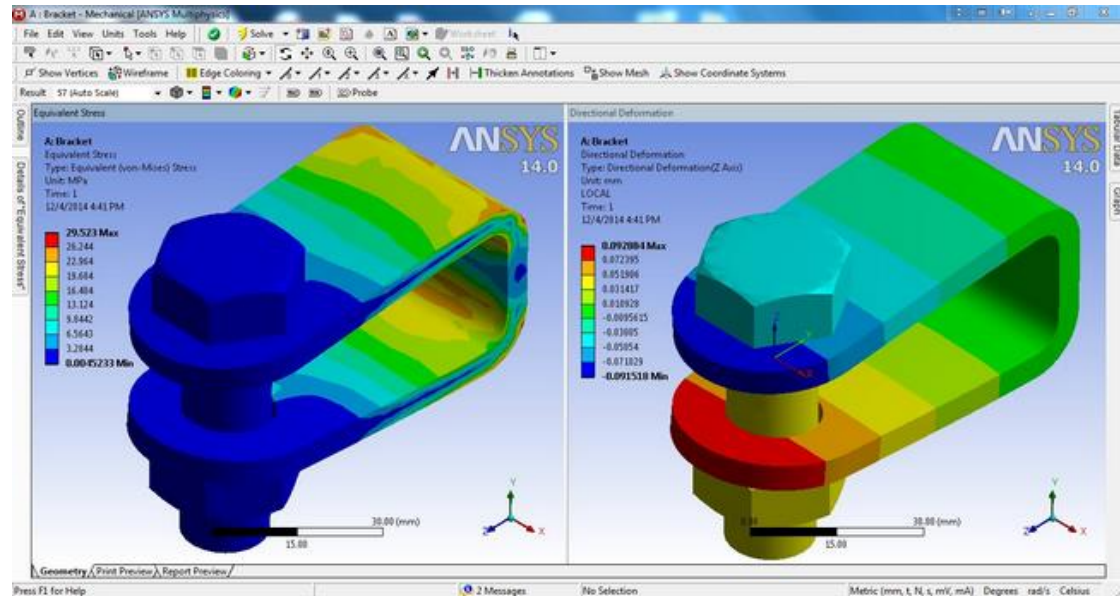 A : Bracket - Mechanical [ANSYS Multiphysics]
File Edit View Units Tools Help Solve Worksheet
Show Vertices Wireframe Edge Coloring Thicken Annotations Show Mesh Show Coordinate Systems
Result 57 (Auto Scale) Probe
Outline
Details of "Equivalent Stress"
Equivalent Stress
A: Bracket
Equivalent Stress
Type: Equivalent (von-Mises) Stress
Unit: MPa
Time: 1
12/4/2014 4:41 PM
29.523 Max
26.244
22.964
19.684
16.404
13.124
9.8442
6.5643
3.2844
0.0045233 Min
ANSYS
14.0
30.00 (mm)
15.00
Y
Z
X
Directional Deformation
A: Bracket
Directional Deformation
Type: Directional Deformation(Z Axis)
Unit: mm
LOCAL
Time: 1
12/4/2014 4:41 PM
0.092884 Max
0.072395
0.051906
0.031417
0.010928
-0.0095615
-0.03005
-0.05054
-0.071029
-0.091518 Min
ANSYS
14.0
0.00
30.00 (mm)
15.00
Y
Z
X
Tabular Data
Graph
Geometry Print Preview Report Preview
Press F1 for Help 2 Messages No Selection Metric (mm, t, N, s, mV, mA) Degrees rad/s Celsius